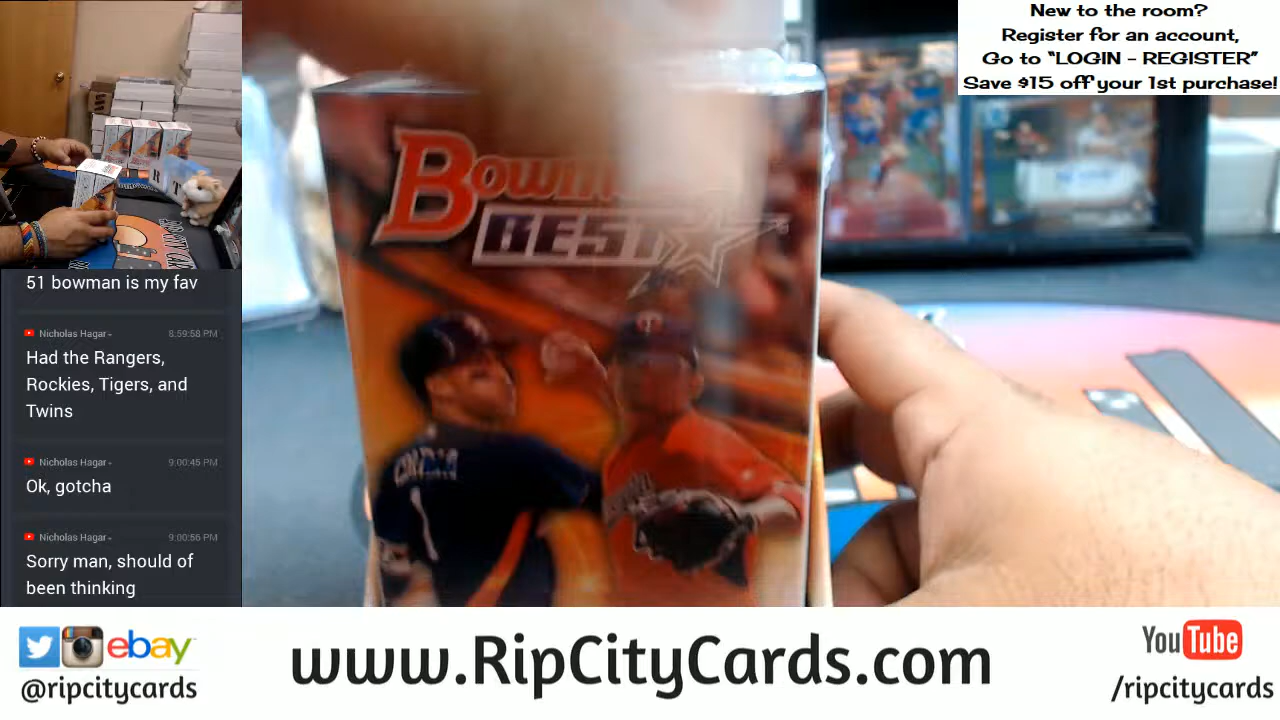 New to the room?
Register for an account,
Go to "LOGIN - REGISTER"
Save $15 off your 1st purchase!
BEST
1
T
51 bowman is my fav
Nicholas Hagar
8:59:58 PM
Had the Rangers,
Rockies, Tigers, and
Twins
Nicholas Hagar
9:00:45 PM
Ok, gotcha
Nicholas Hagar
9:00:56 PM
Sorry man, should of
been thinking
ebay
@ripcitycards
www.RipCityCards.com
YouTube
/ripcitycards